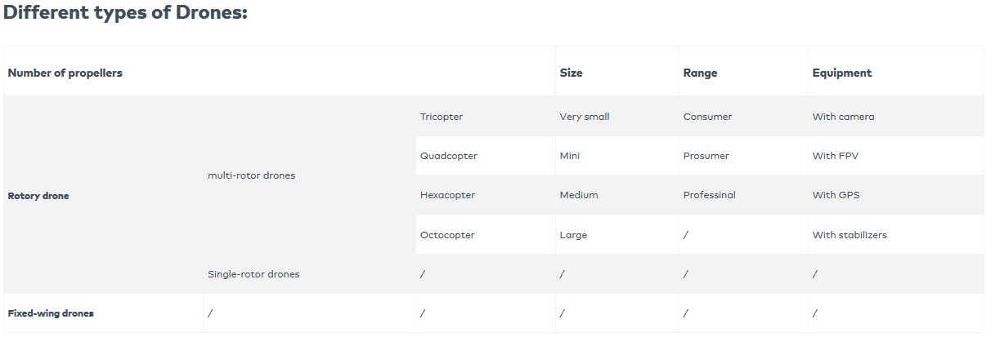 Different types of Drones:
Number of propellers Size Range Equipment
Tricopter Very small Consumer With camera
Quadcopter Mini Prosumer With FPV
multi-rotor drones
Rotory drone Hexacopter Medium Professinal With GPS
Octocopter Large / With stabilizers
Single-rotor drones / / / /
Fixed-wing drones / / / / /